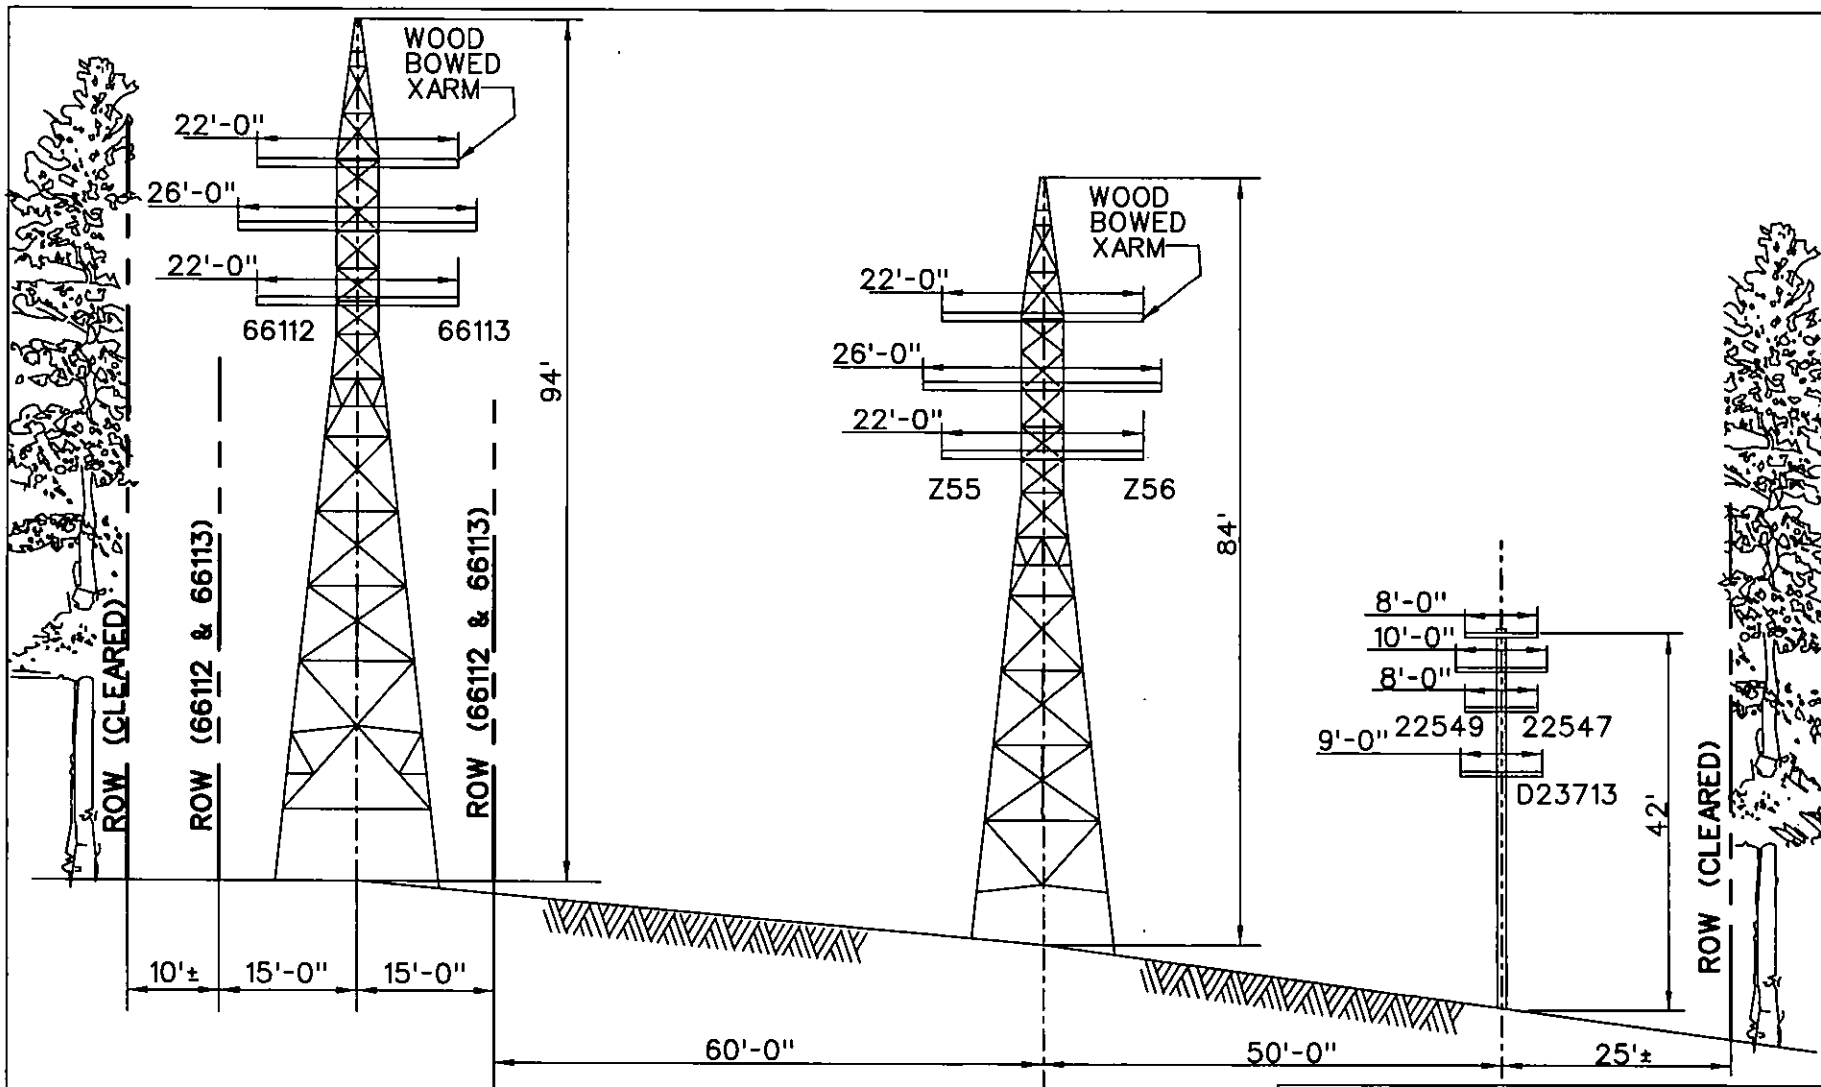 WOOD
BOWED
XARM
22'-0"
26'-0"
22'-0"
66112
66113
94'
ROW (CLEARED)
ROW (66112 & 66113)
ROW (66112 & 66113)
WOOD
BOWED
XARM
22'-0"
26'-0"
22'-0"
Z55
Z56
84'
8'-0"
10'-0"
8'-0"
22549
22547
9'-0"
D23713
42'
ROW (CLEARED)
10'±
15'-0"
15'-0"
60'-0"
50'-0"
25'±